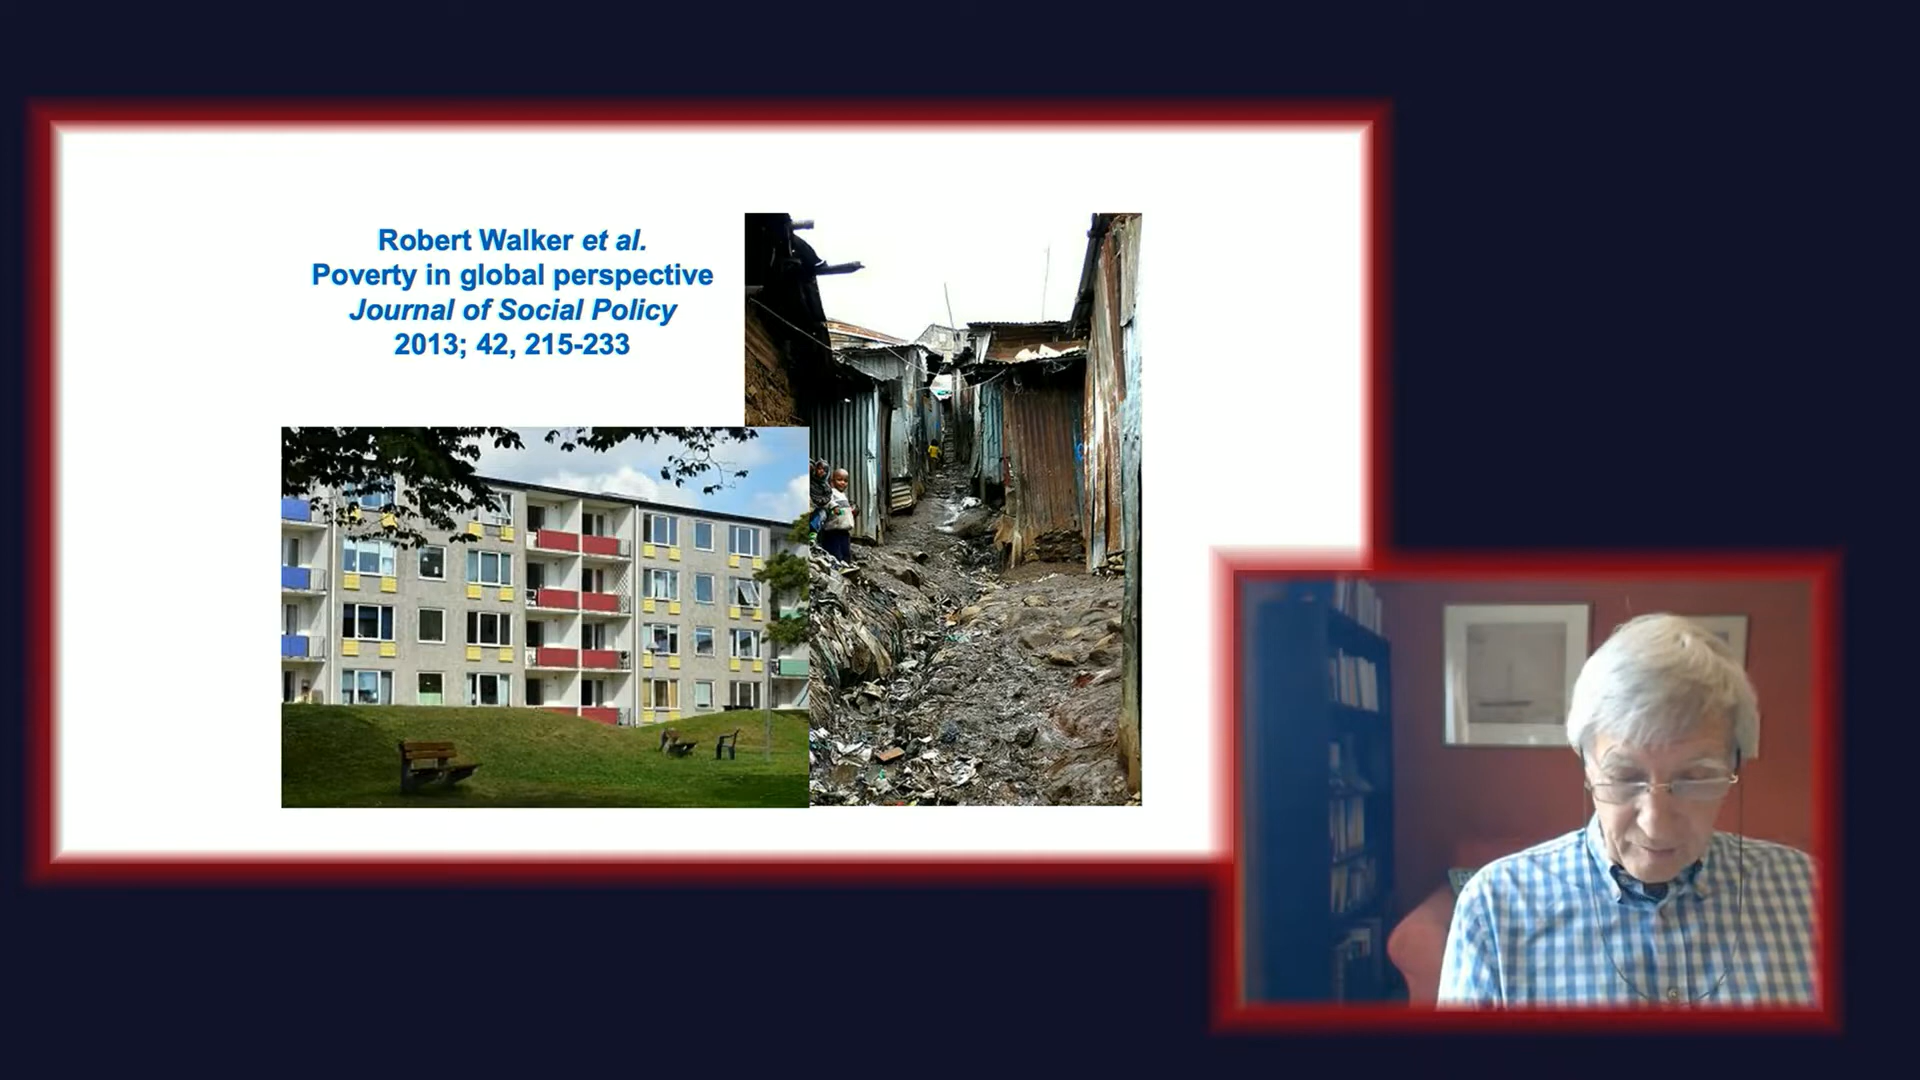 Robert Walker et al.
Poverty in global perspective
Journal of Social Policy
2013; 42, 215-233